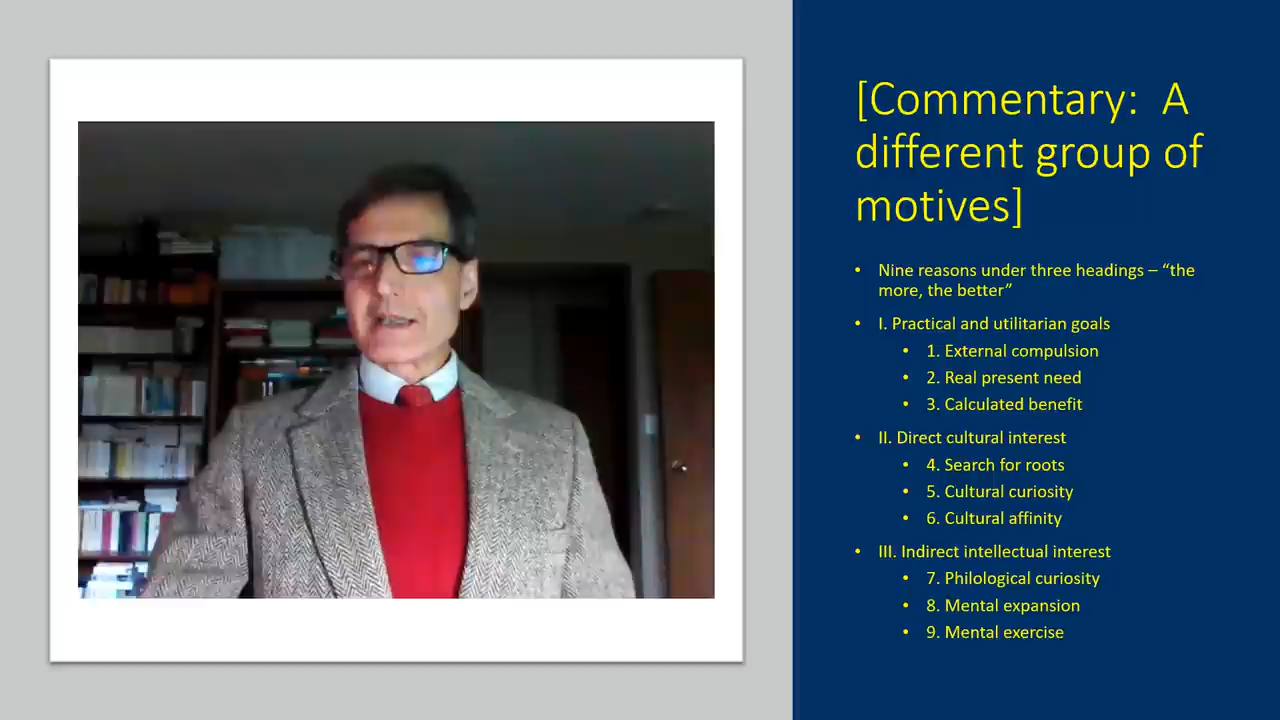 [Commentary:  A
different group of
motives]
• Nine reasons under three headings – “the
more, the better”
• I. Practical and utilitarian goals
• 1. External compulsion
• 2. Real present need
• 3. Calculated benefit
• II. Direct cultural interest
• 4. Search for roots
• 5. Cultural curiosity
• 6. Cultural affinity
• III. Indirect intellectual interest
• 7. Philological curiosity
• 8. Mental expansion
• 9. Mental exercise